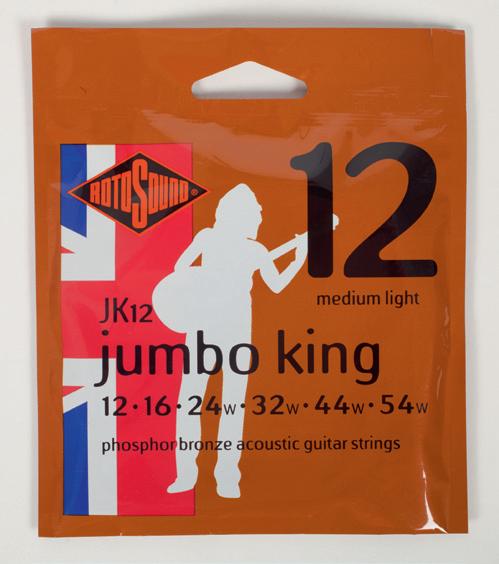 ROTOSOUND®
12
medium light
JK12
jumbo king
12·16·24w·32w·44w·54w
phosphor bronze acoustic guitar strings